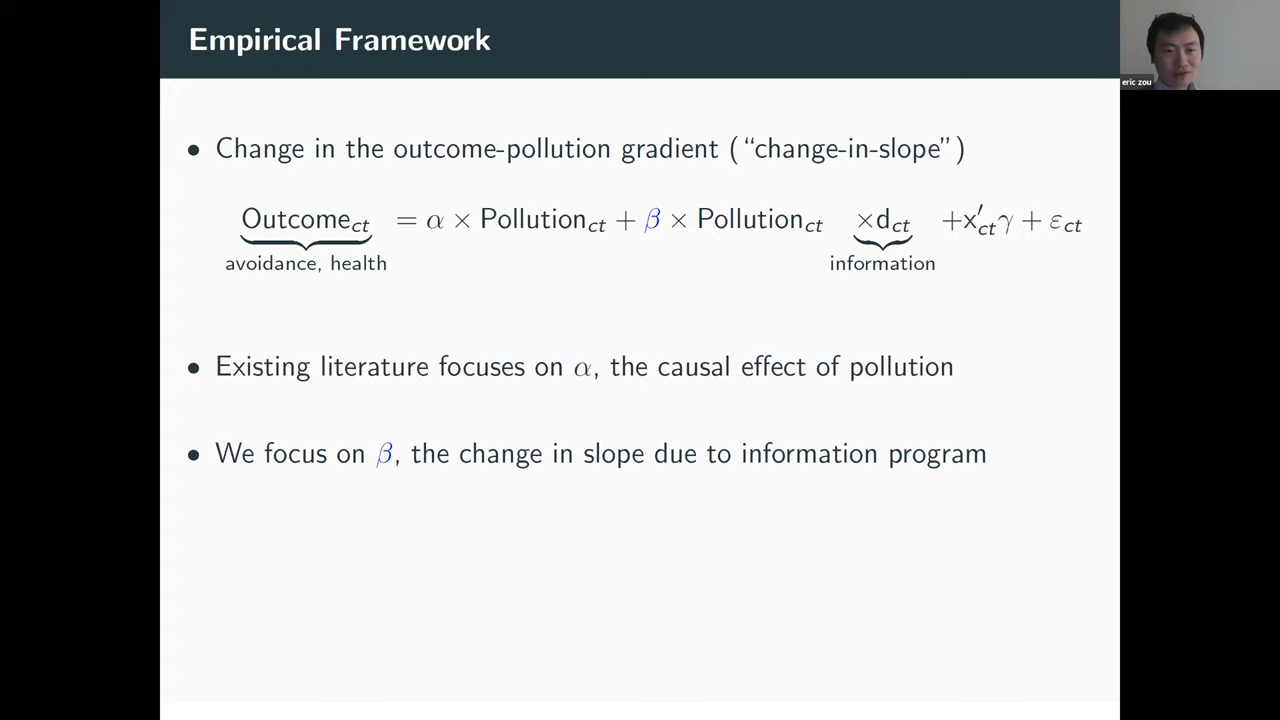 Empirical Framework
eric zou
• Change in the outcome-pollution gradient (“change-in-slope”)
Outcome_ct = α × Pollution_ct + β × Pollution_ct ×d_ct +x′_ct γ + ε_ct
avoidance, health information
• Existing literature focuses on α, the causal effect of pollution
• We focus on β, the change in slope due to information program